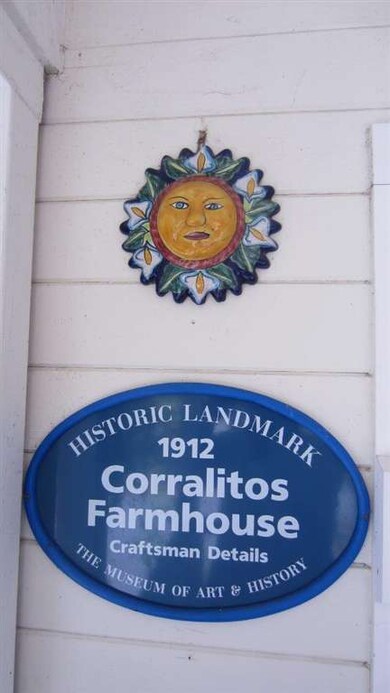 HISTORIC LANDMARK
1912
Corralitos
Farmhouse
Craftsman Details
THE MUSEUM OF ART & HISTORY